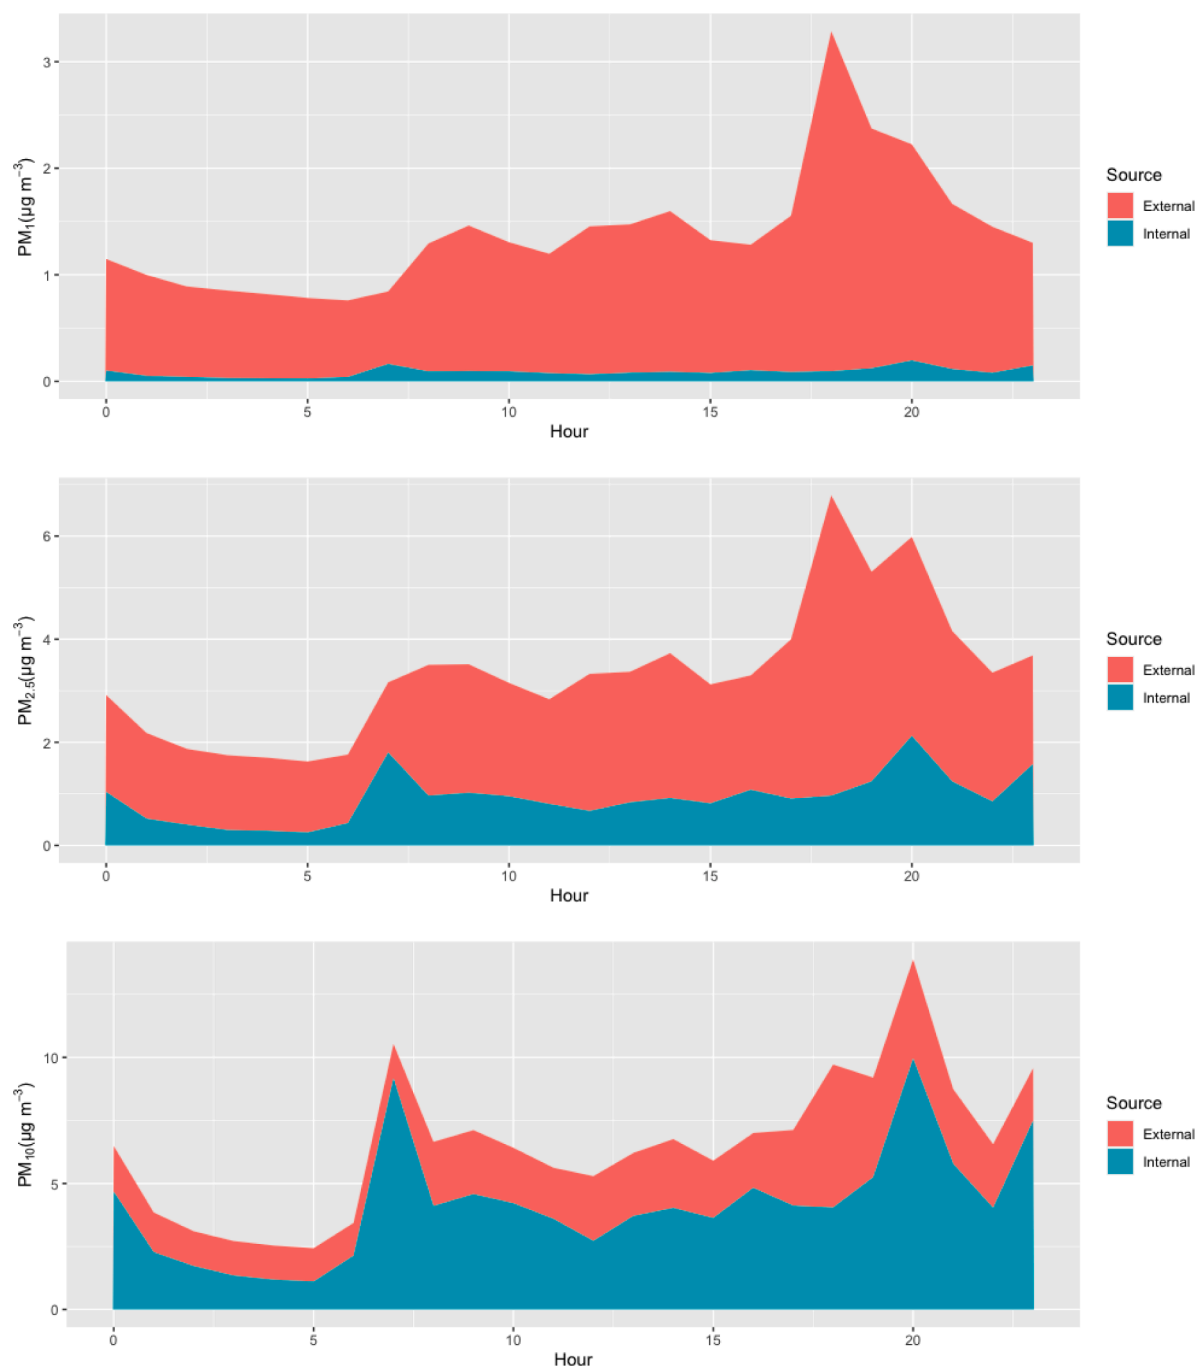 3
2
1
0
PM₁(µg m⁻³)
0 5 10 15 20
Hour
Source
External
Internal
6
4
2
0
PM₂.₅(µg m⁻³)
0 5 10 15 20
Hour
Source
External
Internal
10
5
0
PM₁₀(µg m⁻³)
0 5 10 15 20
Hour
Source
External
Internal